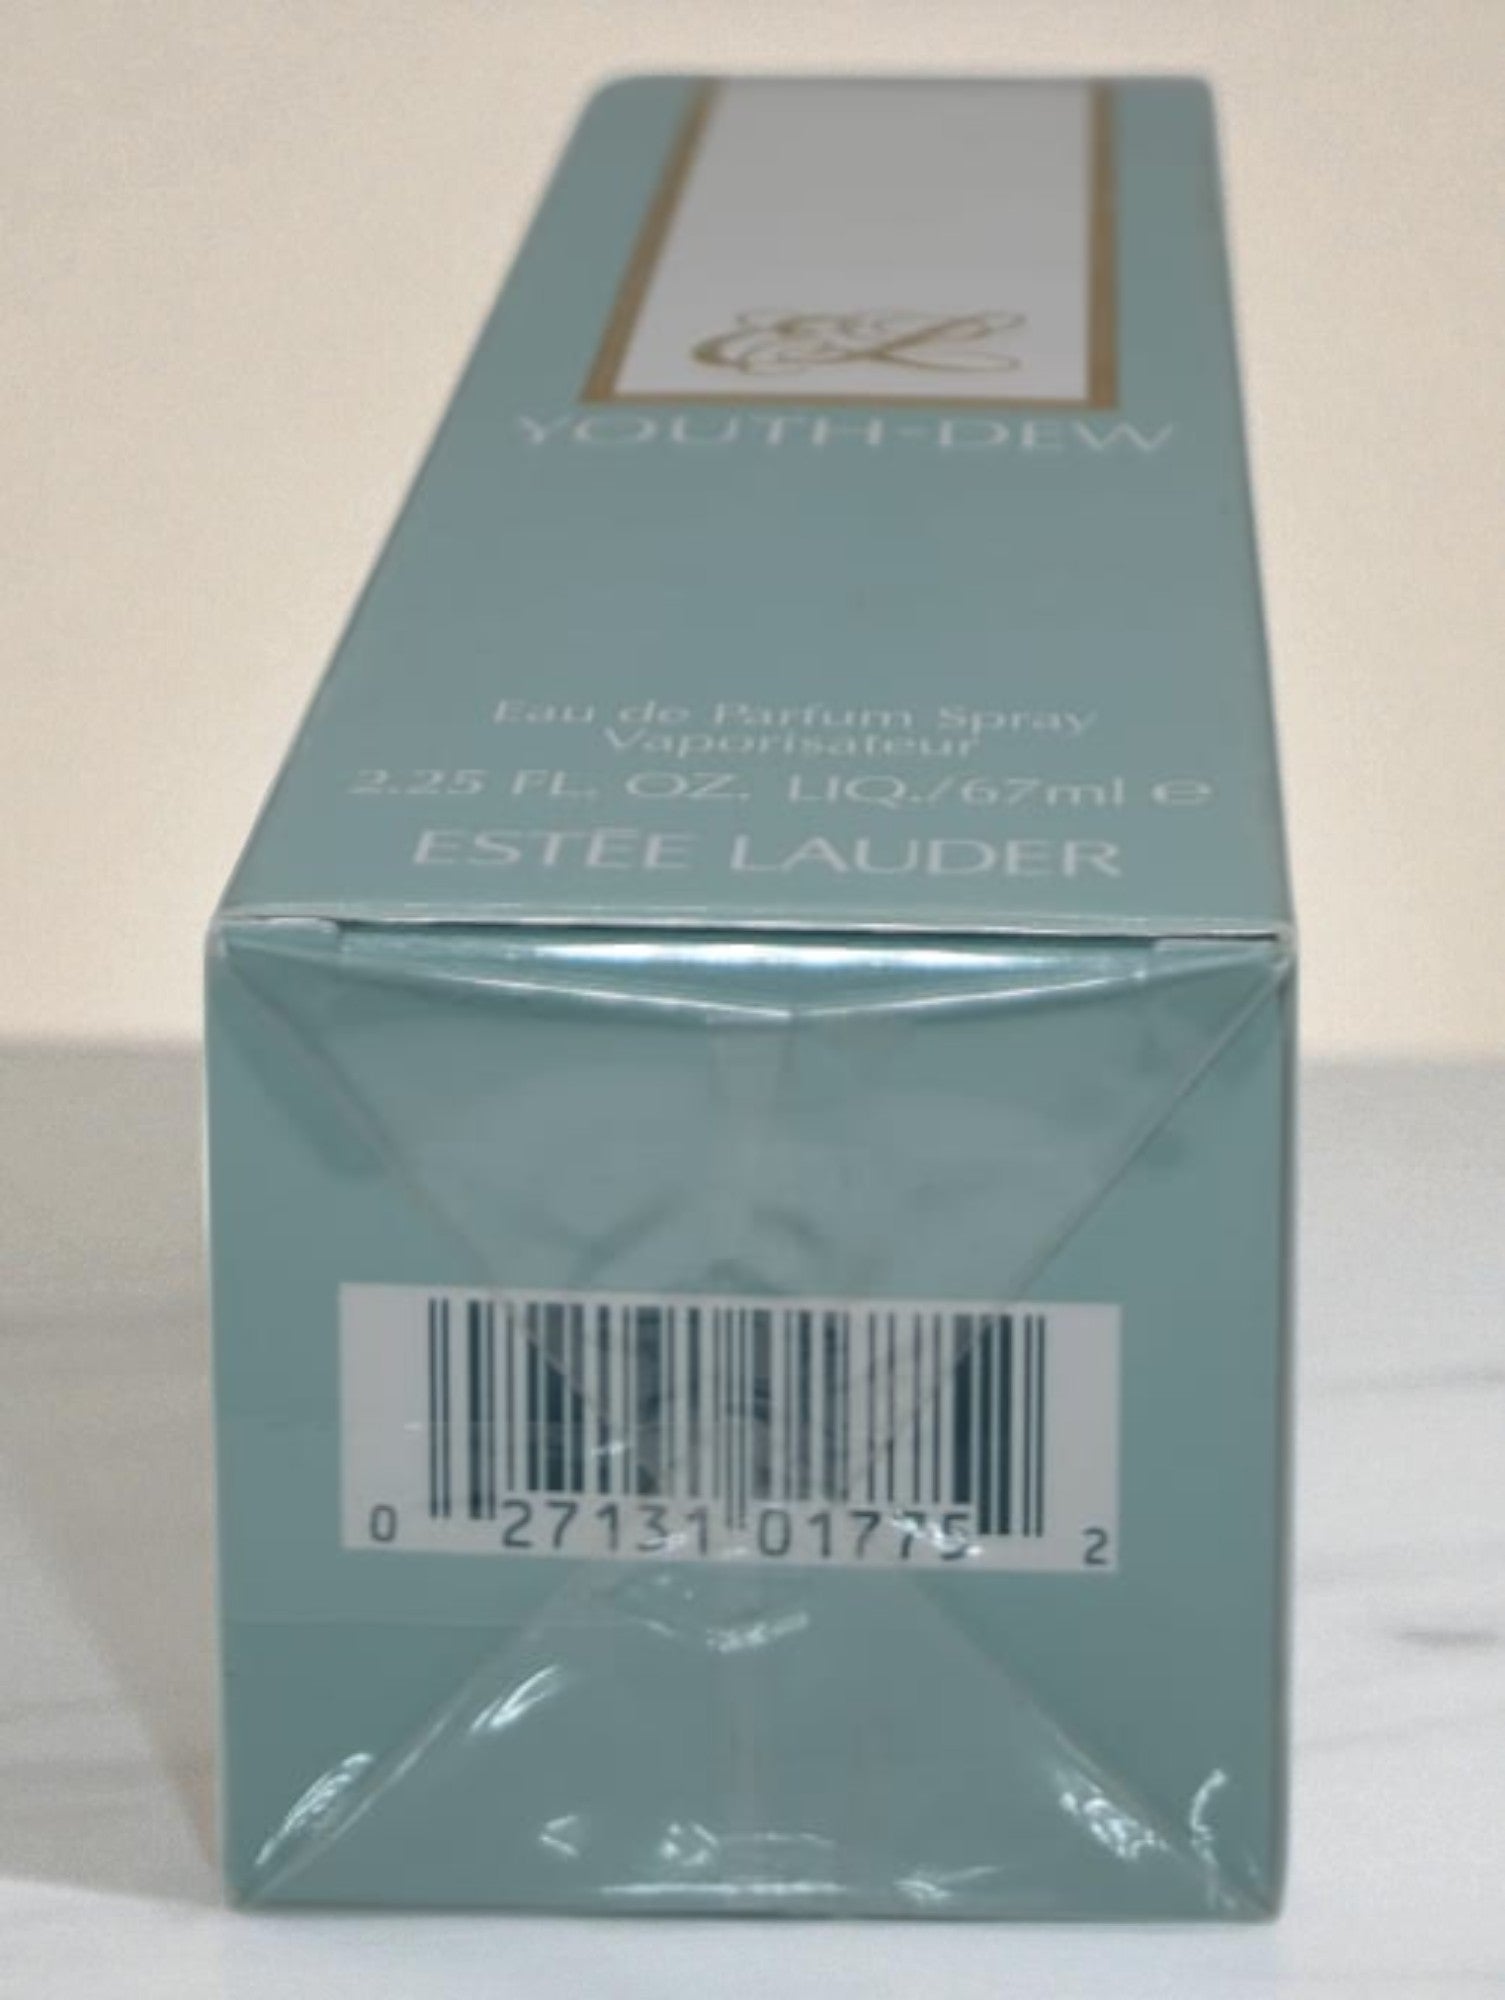 EL
YOUTH-DEW
Eau de Parfum Spray
Vaporisateur
2.25 FL. OZ. LIQ./67ml e
ESTĒE LAUDER
0 27131 01775 2